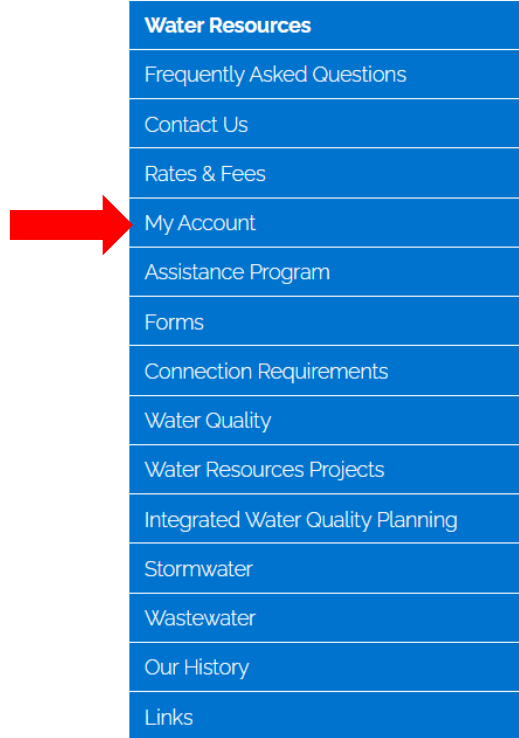 Water Resources
Frequently Asked Questions
Contact Us
Rates & Fees
My Account
Assistance Program
Forms
Connection Requirements
Water Quality
Water Resources Projects
Integrated Water Quality Planning
Stormwater
Wastewater
Our History
Links